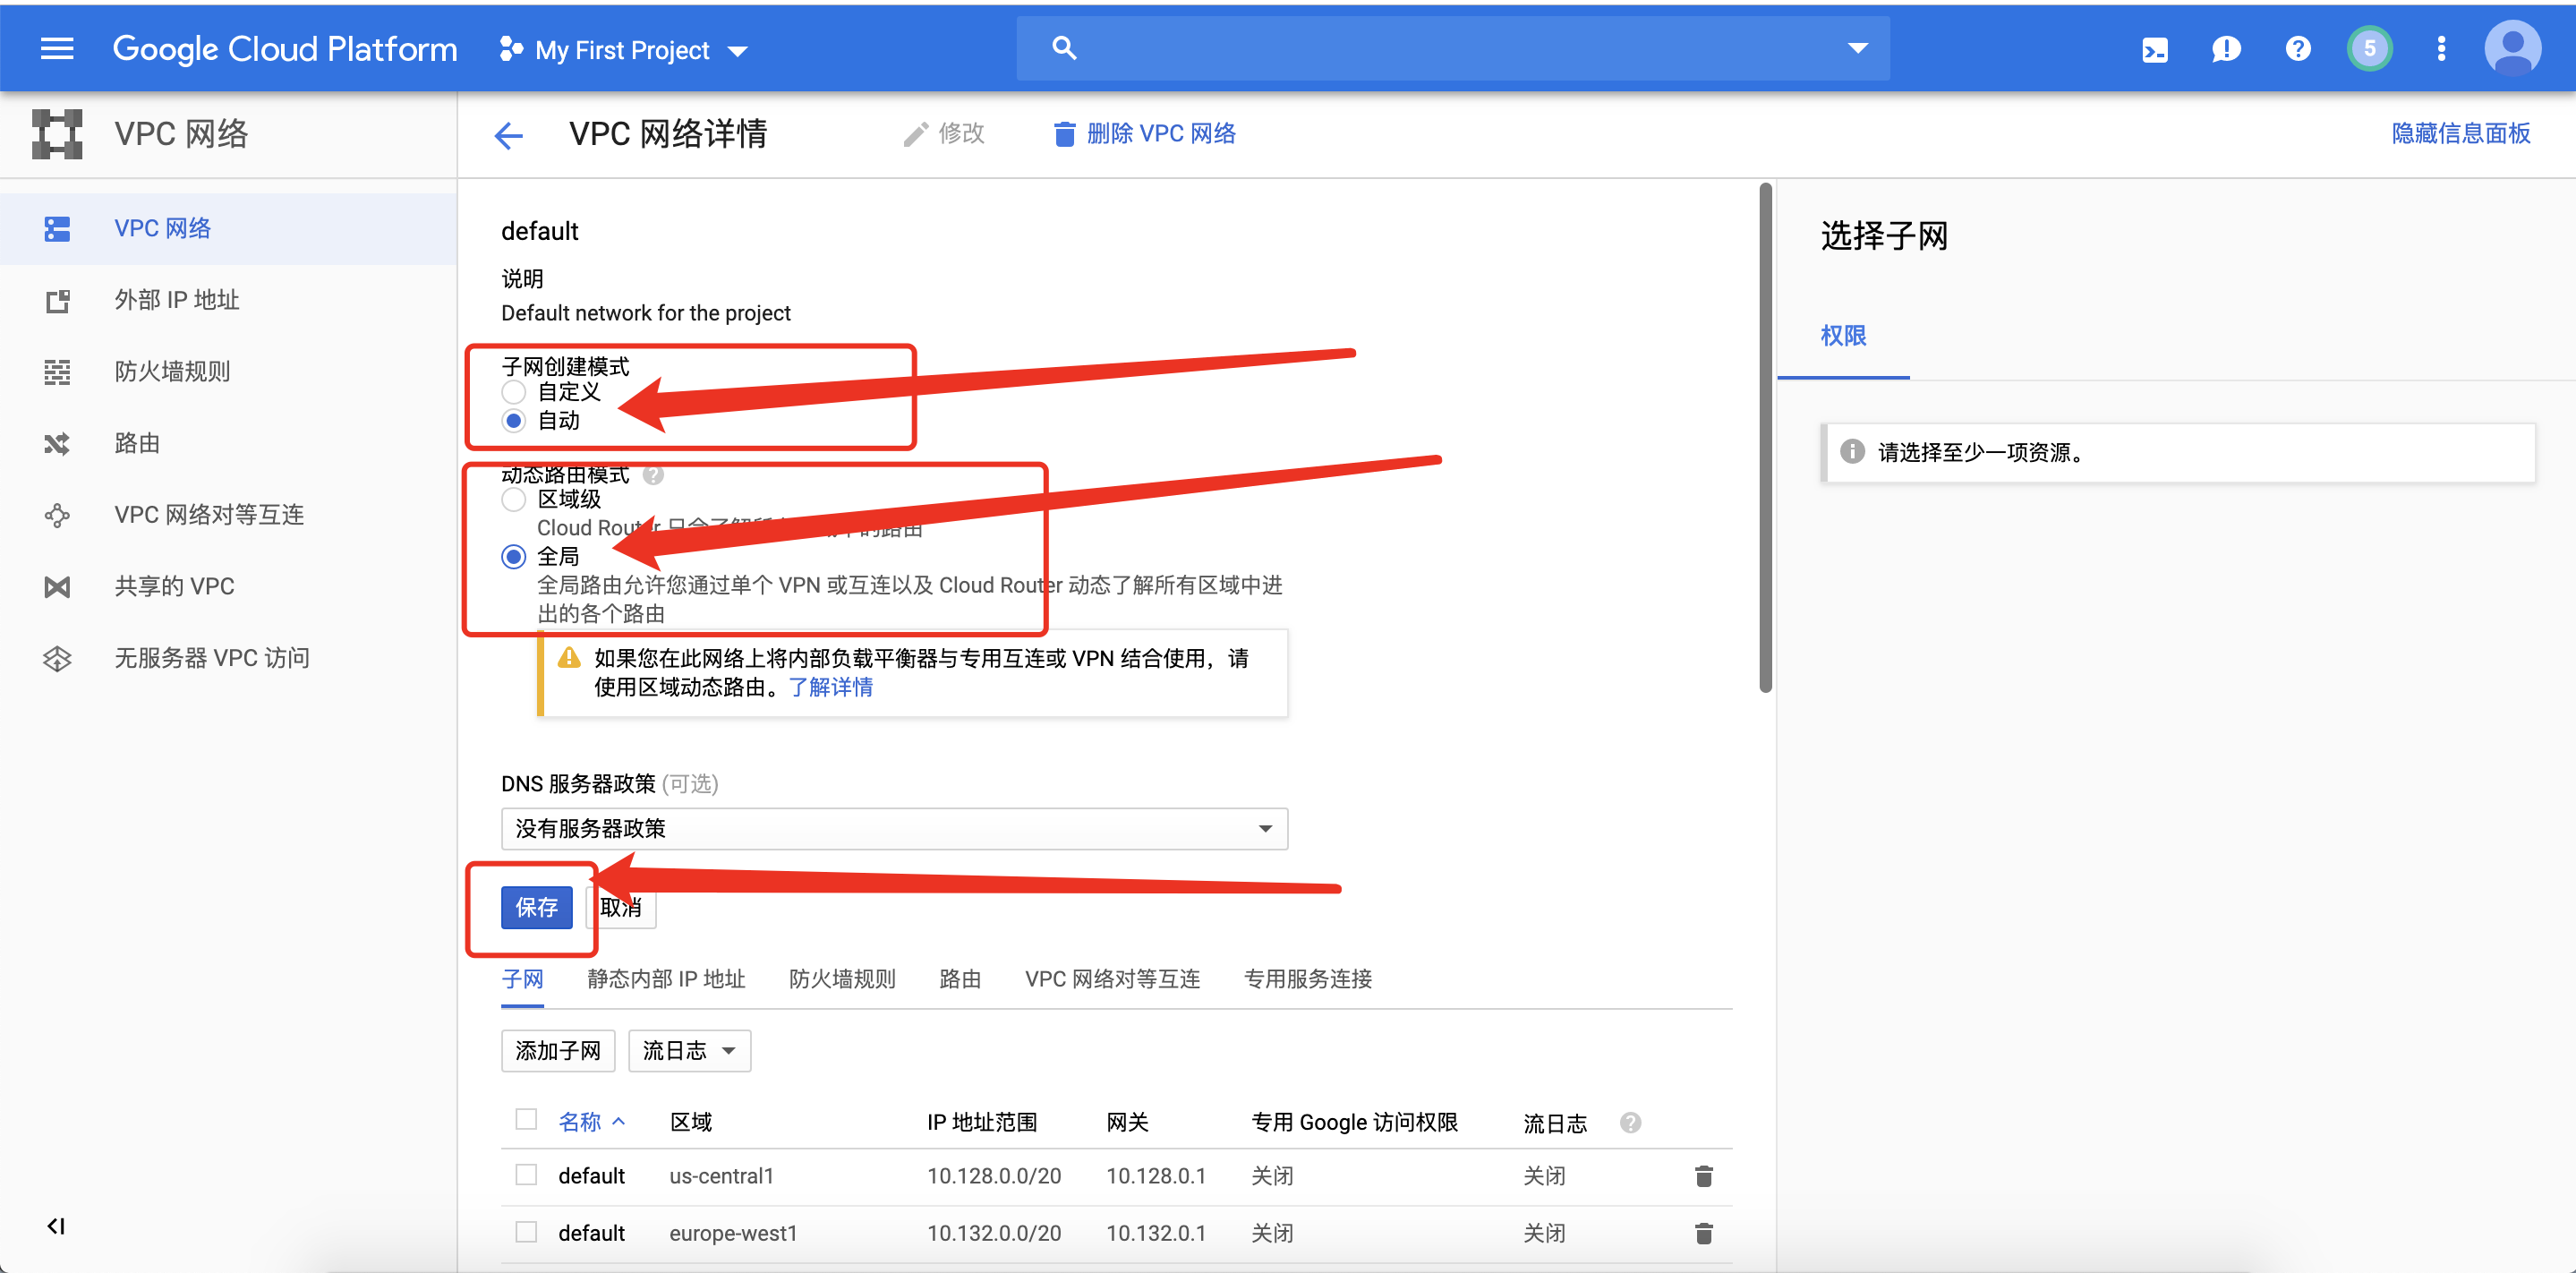 Google Cloud Platform
My First Project
5
VPC 网络
VPC 网络详情
修改
删除 VPC 网络
隐藏信息面板
VPC 网络
外部 IP 地址
防火墙规则
路由
VPC 网络对等互连
共享的 VPC
无服务器 VPC 访问
default
说明
Default network for the project
子网创建模式
自定义
自动
动态路由模式
区域级
Cloud Router 只会了解所 的路由
全局
全局路由允许您通过单个 VPN 或互连以及 Cloud Router 动态了解所有区域中进
出的各个路由
如果您在此网络上将内部负载平衡器与专用互连或 VPN 结合使用，请
使用区域动态路由。了解详情
DNS 服务器政策 (可选)
没有服务器政策
保存
取消
子网
静态内部 IP 地址
防火墙规则
路由
VPC 网络对等互连
专用服务连接
添加子网
流日志
名称 区域 IP 地址范围 网关 专用 Google 访问权限 流日志
default us-central1 10.128.0.0/20 10.128.0.1 关闭 关闭
default europe-west1 10.132.0.0/20 10.132.0.1 关闭 关闭
选择子网
权限
请选择至少一项资源。